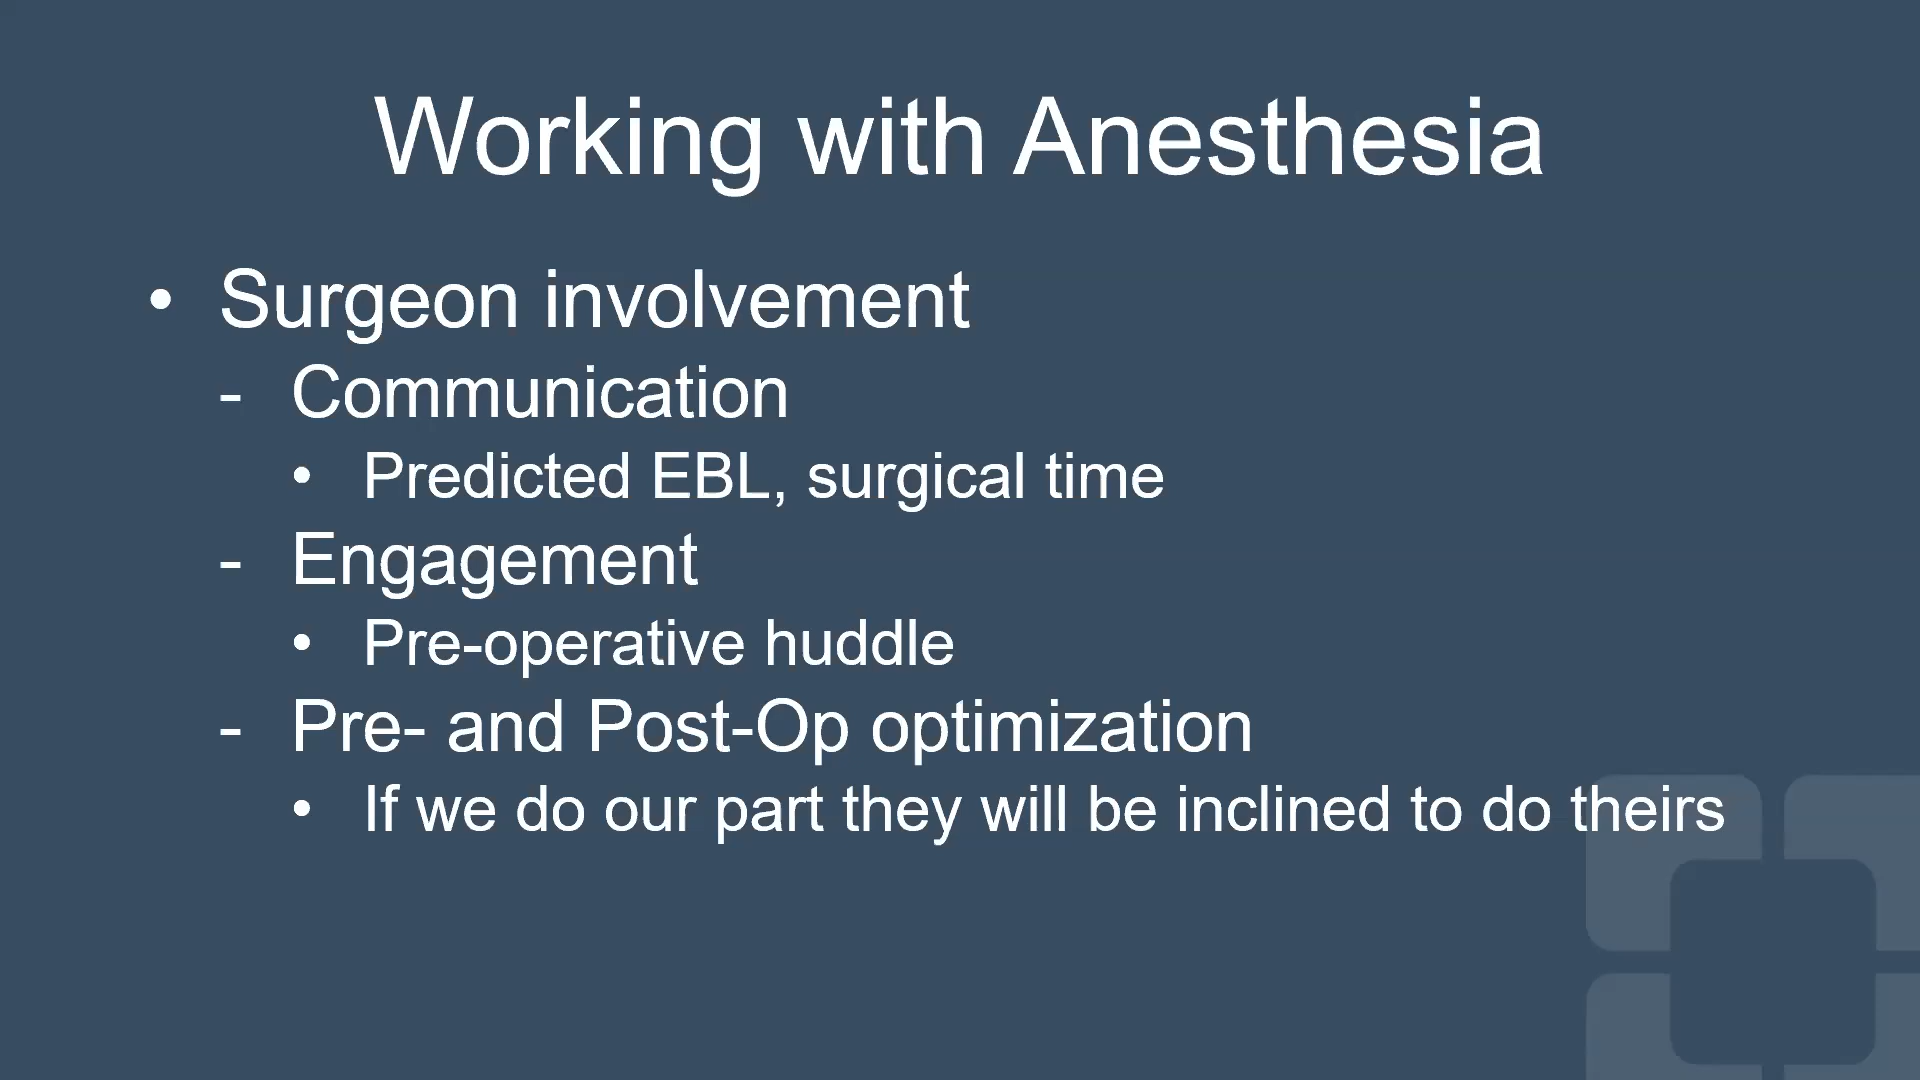 Working with Anesthesia
• Surgeon involvement
- Communication
• Predicted EBL, surgical time
- Engagement
• Pre-operative huddle
- Pre- and Post-Op optimization
• If we do our part they will be inclined to do theirs